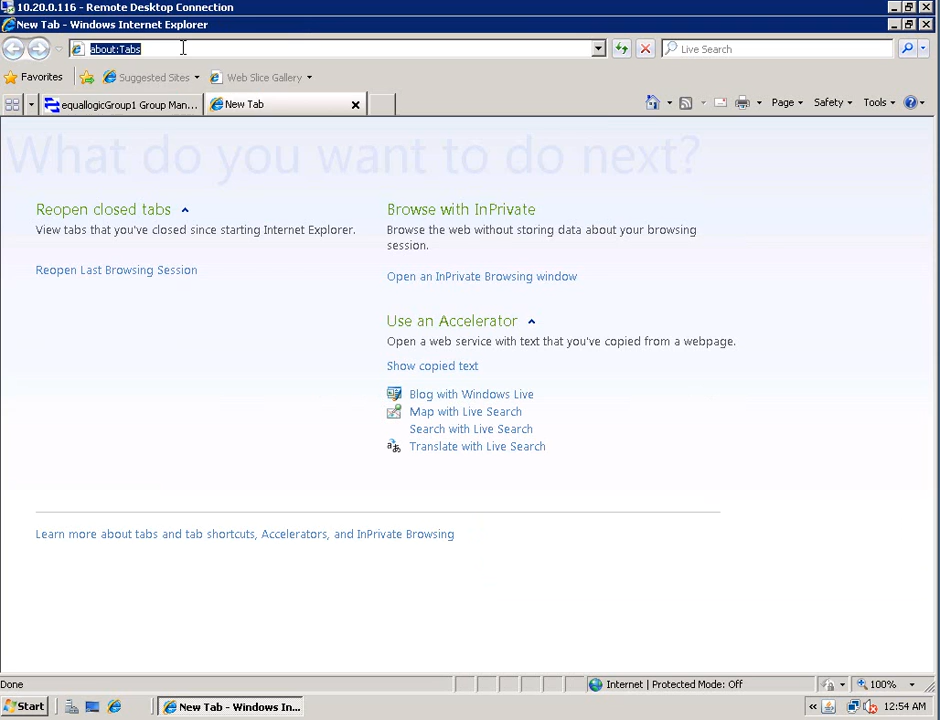 10.20.0.116 - Remote Desktop Connection
New Tab - Windows Internet Explorer
about:Tabs
Live Search
Favorites
Suggested Sites
Web Slice Gallery
equallogicGroup1 Group Man...
New Tab
Page
Safety
Tools
What do you want to do next?
Reopen closed tabs
View tabs that you've closed since starting Internet Explorer.
Reopen Last Browsing Session
Browse with InPrivate
Browse the web without storing data about your browsing
session.
Open an InPrivate Browsing window
Use an Accelerator
Open a web service with text that you've copied from a webpage.
Show copied text
Blog with Windows Live
Map with Live Search
Search with Live Search
Translate with Live Search
Learn more about tabs and tab shortcuts, Accelerators, and InPrivate Browsing
Done
Internet | Protected Mode: Off
100%
Start
New Tab - Windows In...
12:54 AM